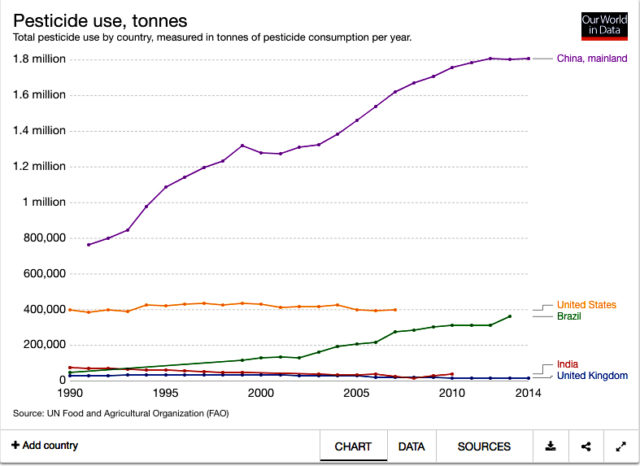 Pesticide use, tonnes
Total pesticide use by country, measured in tonnes of pesticide consumption per year.
Our World
in Data
1.8 million
1.6 million
1.4 million
1.2 million
1 million
800,000
600,000
400,000
200,000
0
China, mainland
United States
Brazil
India
United Kingdom
1990
1995
2000
2005
2010
2014
Source: UN Food and Agricultural Organization (FAO)
+ Add country
CHART
DATA
SOURCES